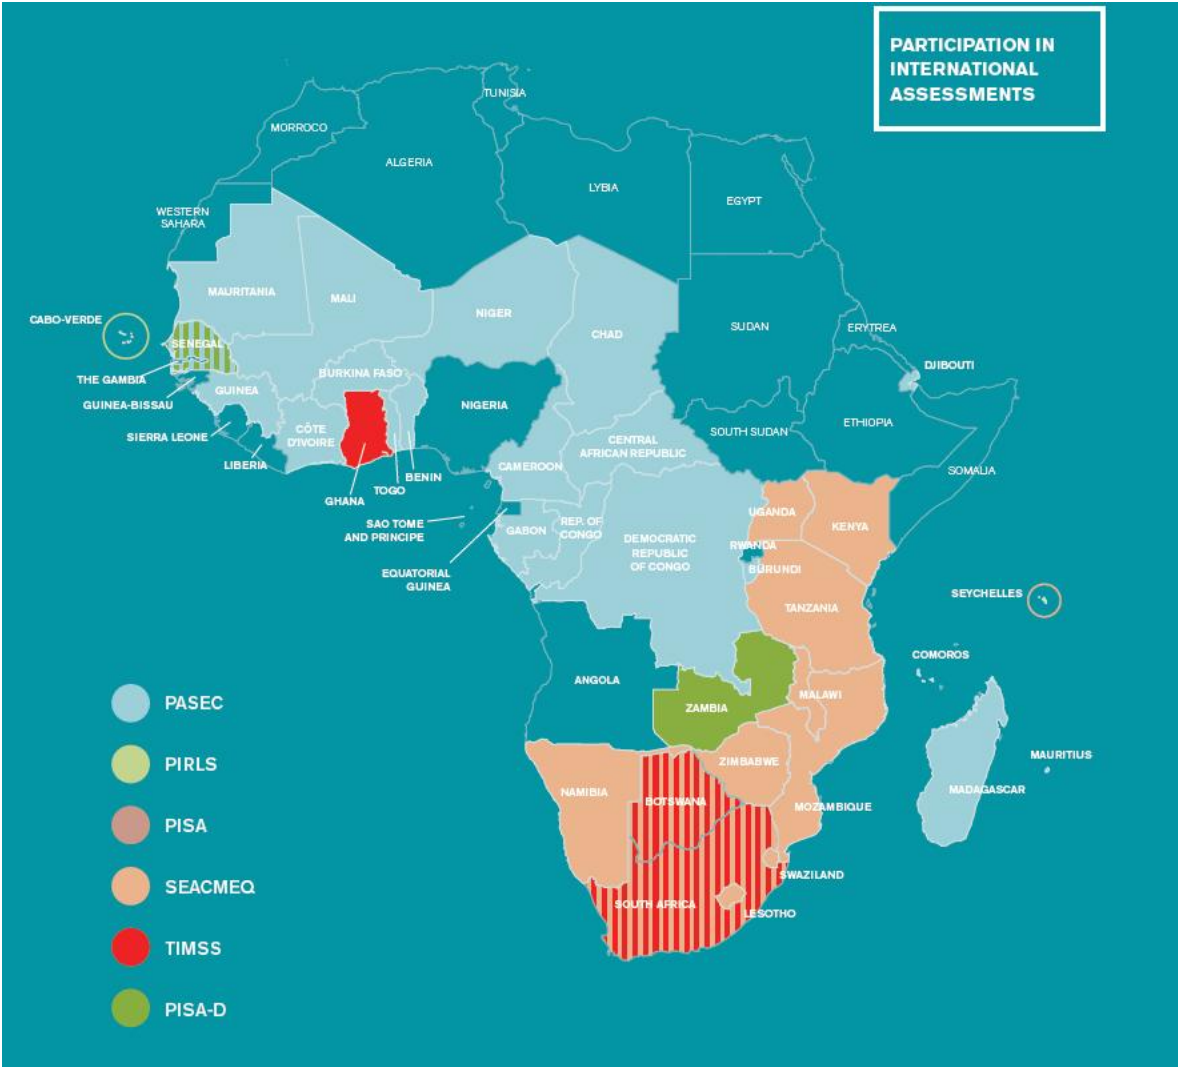 PARTICIPATION IN
INTERNATIONAL
ASSESSMENTS
TUNISIA
MORROCO
ALGERIA
LYBIA
EGYPT
WESTERN
SAHARA
MAURITANIA
MALI
NIGER
CHAD
SUDAN
ERYTREA
CABO-VERDE
SENEGAL
DJIBOUTI
THE GAMBIA
BURKINA FASO
GUINEA
GUINEA-BISSAU
NIGERIA
ETHIOPIA
SOUTH SUDAN
SIERRA LEONE
CÔTE
D'IVOIRE
CENTRAL
AFRICAN REPUBLIC
LIBERIA
CAMEROON
SOMALIA
BENIN
TOGO
GHANA
UGANDA
KENYA
SAO TOME
AND PRINCIPE
GABON
REP. OF
CONGO
DEMOCRATIC
REPUBLIC
OF CONGO
RWANDA
BURUNDI
EQUATORIAL
GUINEA
SEYCHELLES
TANZANIA
COMOROS
ANGOLA
MALAWI
ZAMBIA
MAURITIUS
ZIMBABWE
MADAGASCAR
NAMIBIA
BOTSWANA
MOZAMBIQUE
SWAZILAND
SOUTH AFRICA
LESOTHO
PASEC
PIRLS
PISA
SEACMEQ
TIMSS
PISA-D